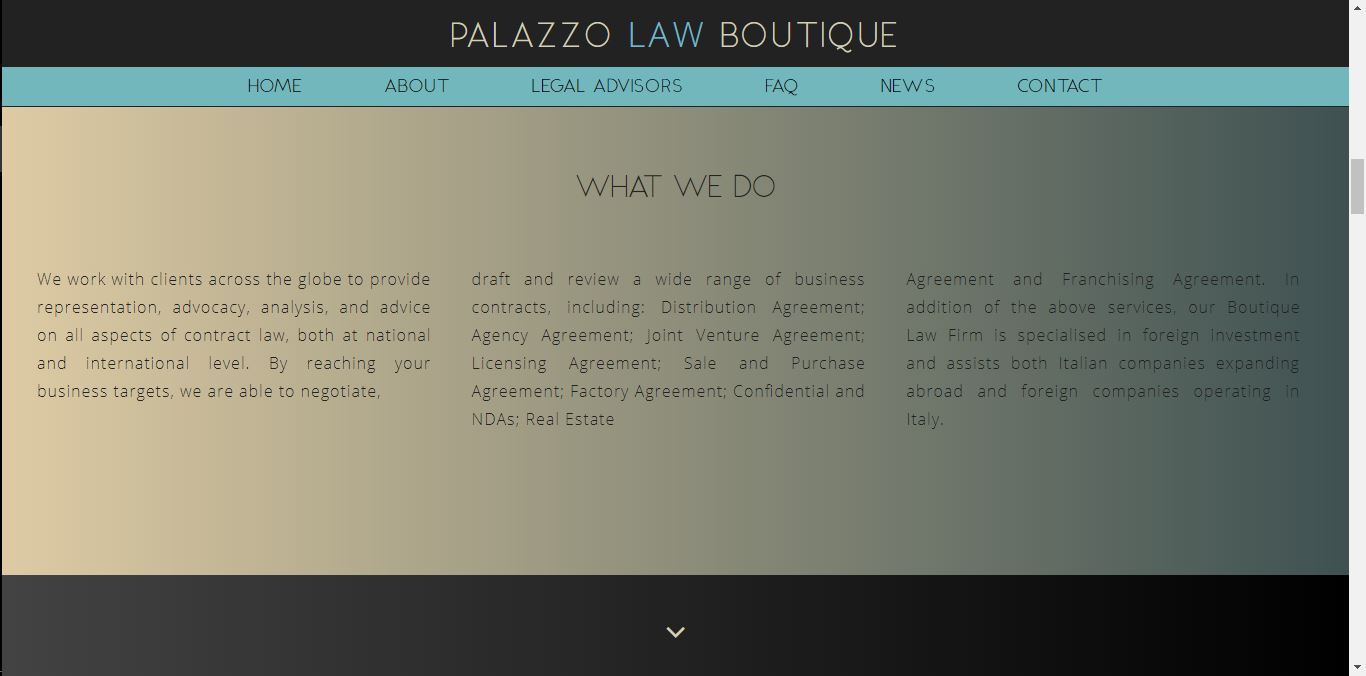 PALAZZO LAW BOUTIQUE
HOME ABOUT LEGAL ADVISORS FAQ NEWS CONTACT
WHAT WE DO
We work with clients across the globe to provide
representation, advocacy, analysis, and advice
on all aspects of contract law, both at national
and international level. By reaching your
business targets, we are able to negotiate,
draft and review a wide range of business
contracts, including: Distribution Agreement;
Agency Agreement; Joint Venture Agreement;
Licensing Agreement; Sale and Purchase
Agreement; Factory Agreement; Confidential and
NDAs; Real Estate
Agreement and Franchising Agreement. In
addition of the above services, our Boutique
Law Firm is specialised in foreign investment
and assists both Italian companies expanding
abroad and foreign companies operating in
Italy.